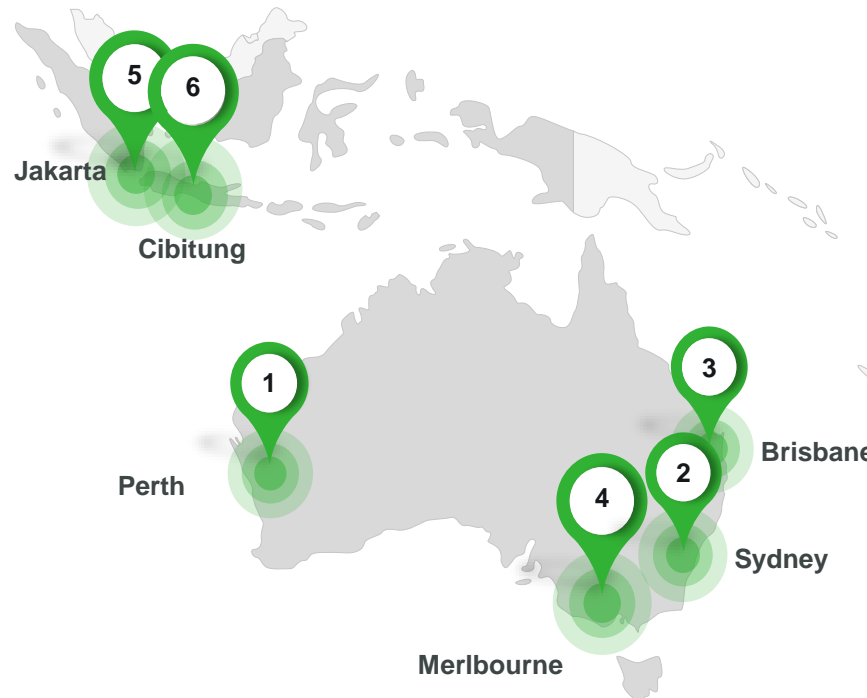 5
6
Jakarta
Cibitung
1
3
Perth
2
Brisbane
4
Sydney
Merlbourne